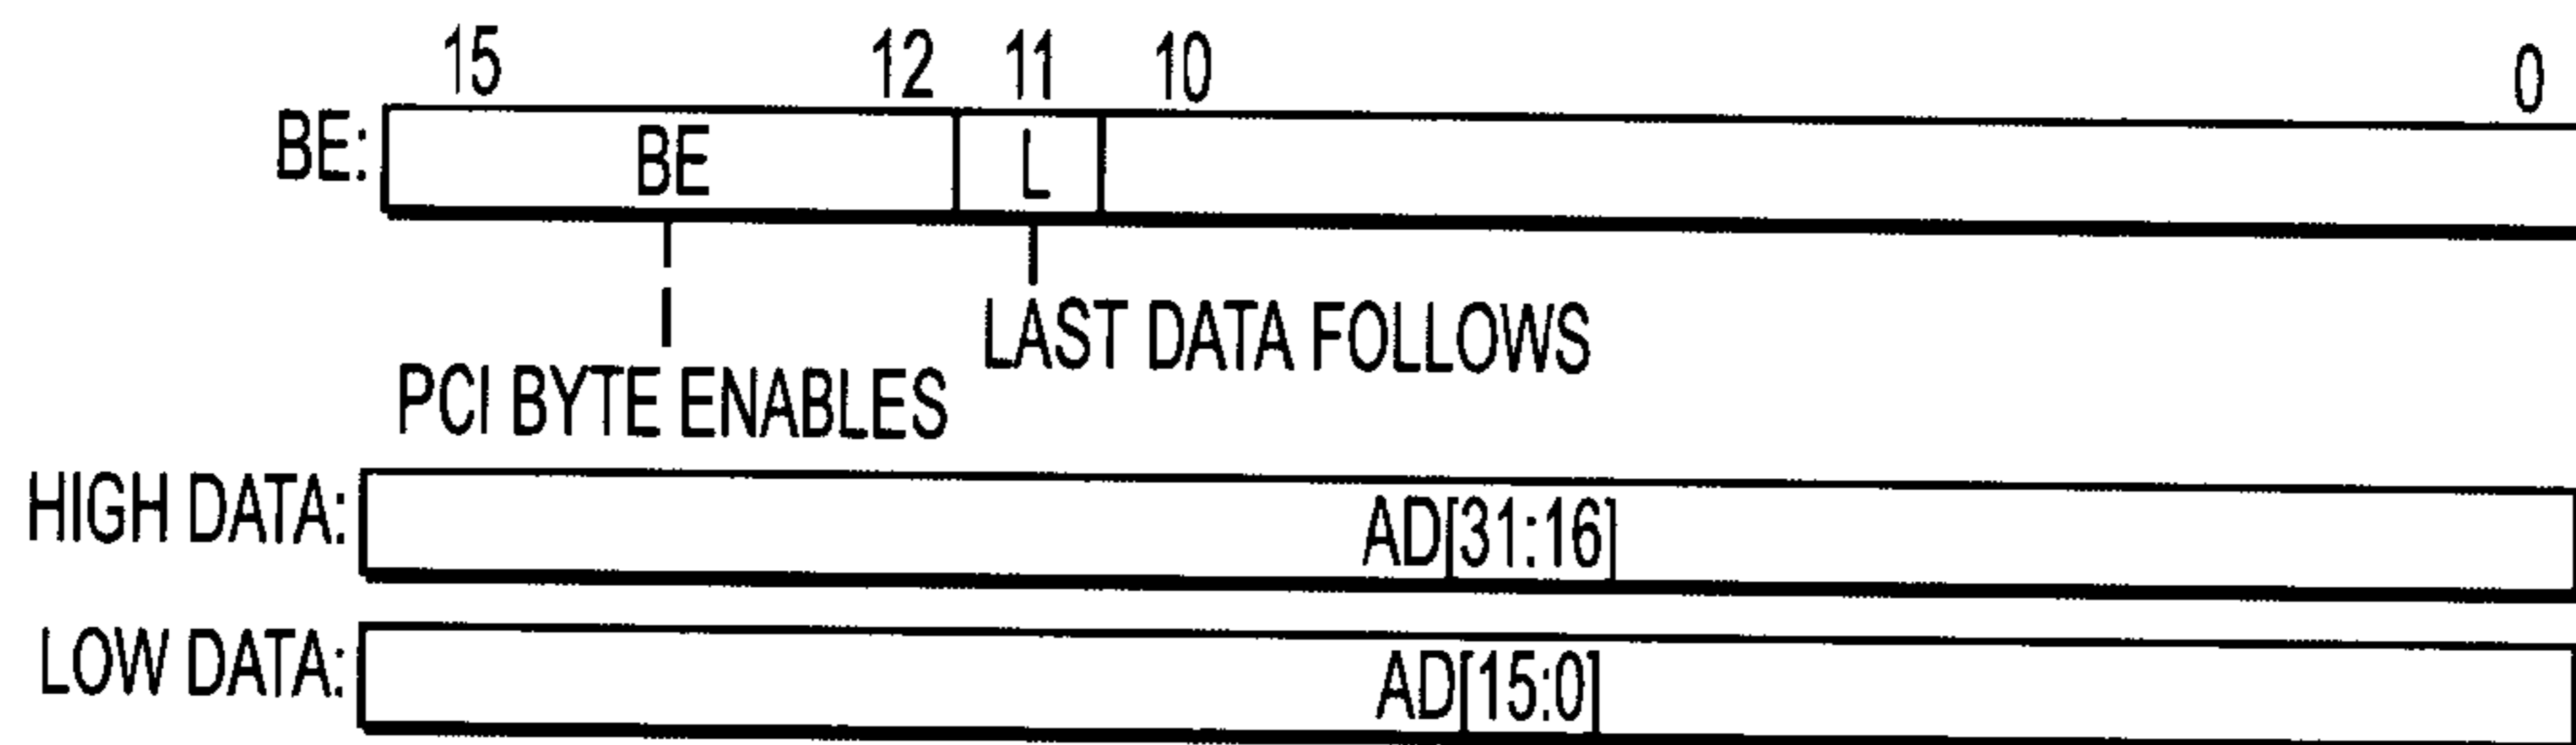 15 12 11 10 0
BE: BE L
LAST DATA FOLLOWS
PCI BYTE ENABLES
HIGH DATA: AD[31:16]
LOW DATA: AD[15:0]